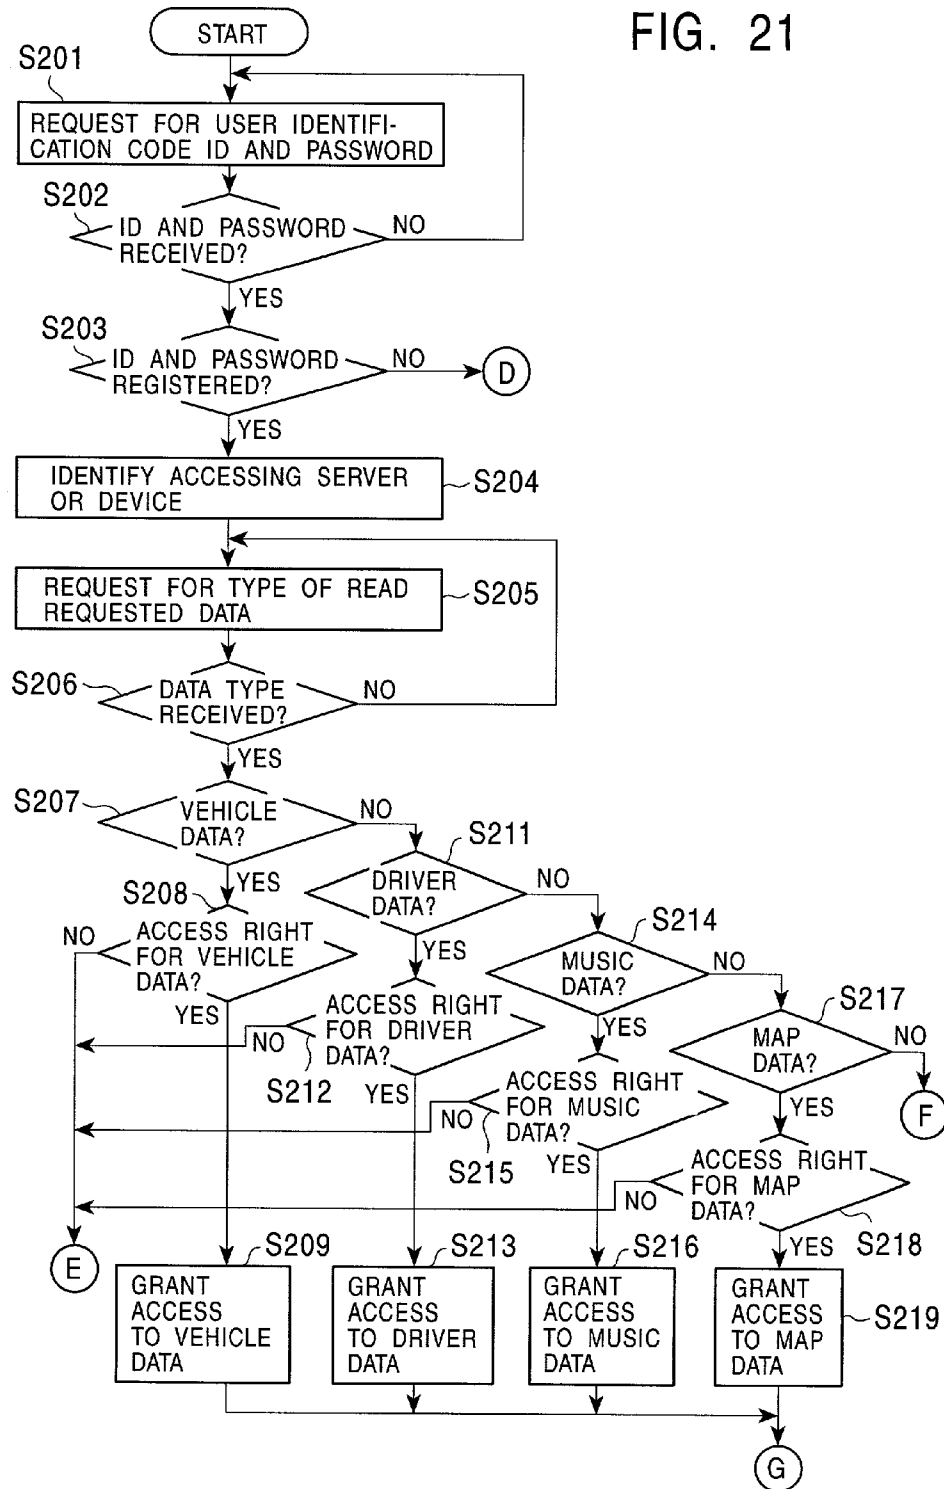 FIG. 21
START
S201
REQUEST FOR USER IDENTIFI-
CATION CODE ID AND PASSWORD
S202
ID AND PASSWORD
RECEIVED?
NO
YES
S203
ID AND PASSWORD
REGISTERED?
NO
D
YES
IDENTIFY ACCESSING SERVER
OR DEVICE
S204
REQUEST FOR TYPE OF READ
REQUESTED DATA
S205
S206
DATA TYPE
RECEIVED?
NO
YES
S207
VEHICLE
DATA?
NO
YES
S211
DRIVER
DATA?
NO
YES
S208
ACCESS RIGHT
FOR VEHICLE
DATA?
NO
YES
S214
MUSIC
DATA?
NO
YES
S212
ACCESS RIGHT
FOR DRIVER
DATA?
NO
YES
S217
MAP
DATA?
NO
F
YES
S215
ACCESS RIGHT
FOR MUSIC
DATA?
NO
YES
ACCESS RIGHT
FOR MAP
DATA?
NO
S218
YES
E
S209
GRANT
ACCESS
TO VEHICLE
DATA
S213
GRANT
ACCESS
TO DRIVER
DATA
S216
GRANT
ACCESS
TO MUSIC
DATA
GRANT
ACCESS
TO MAP
DATA
S219
G